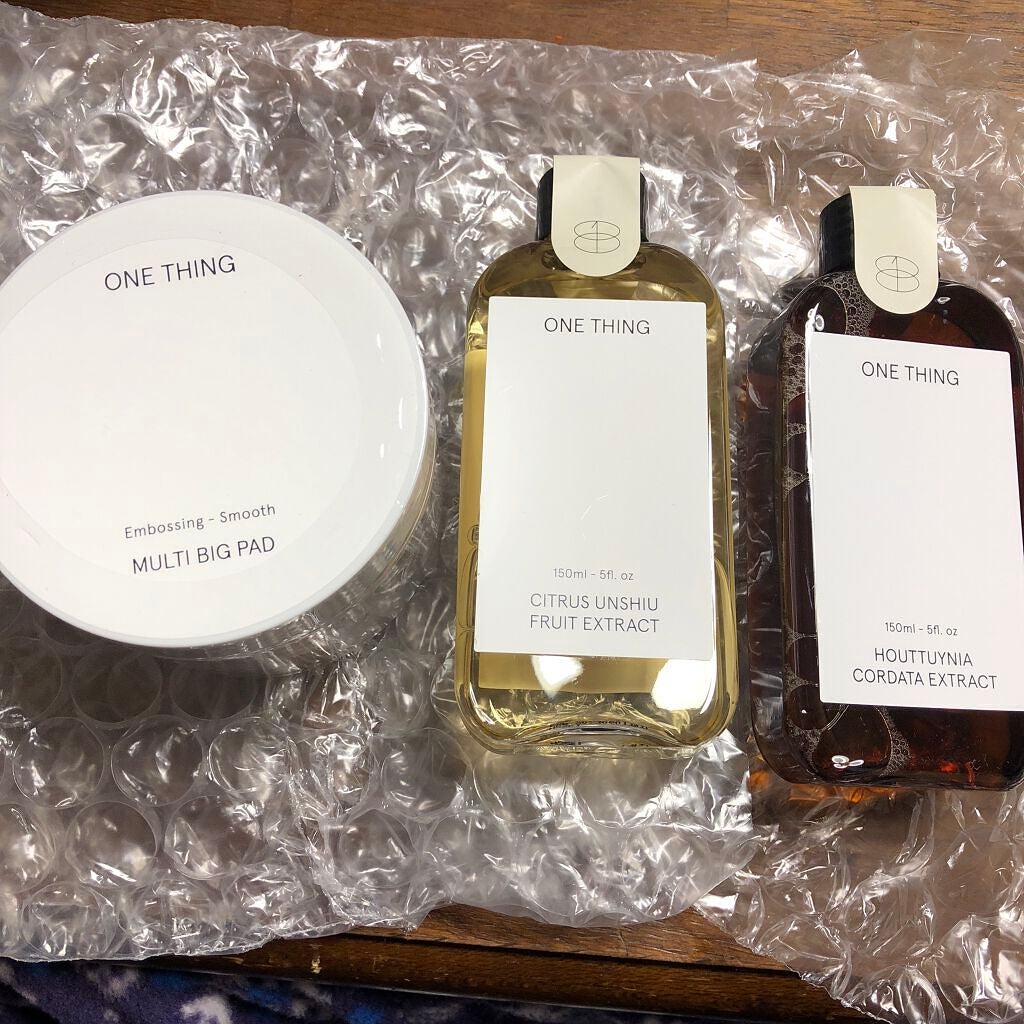 ONE THING
Embossing - Smooth
MULTI BIG PAD
ONE THING
150ml - 5fl. oz
CITRUS UNSHIU
FRUIT EXTRACT
ONE THING
150ml - 5fl. oz
HOUTTUYNIA
CORDATA EXTRACT